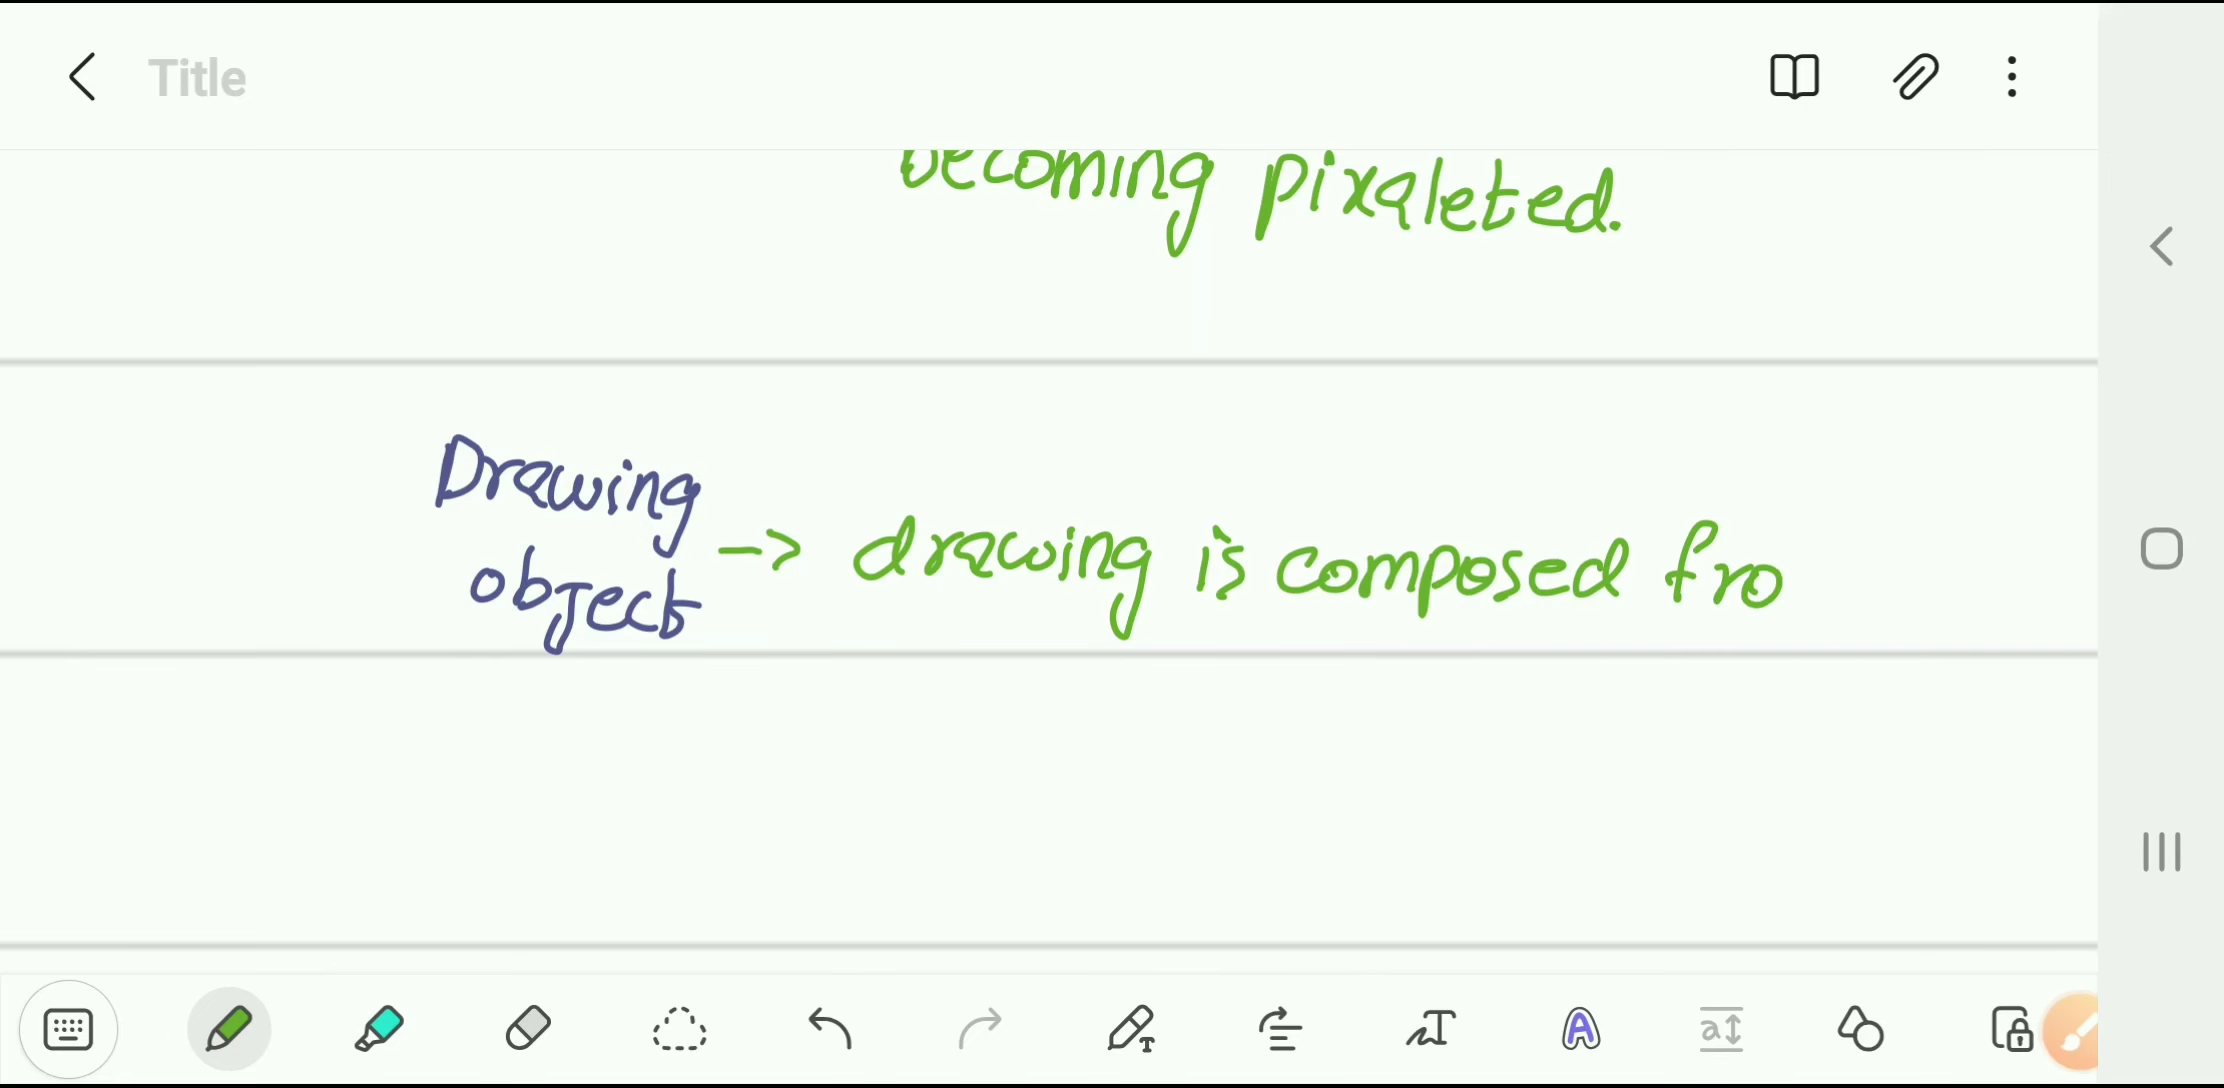 Title
becoming pixaleted.
Drawing
object
-> drawing is composed fro